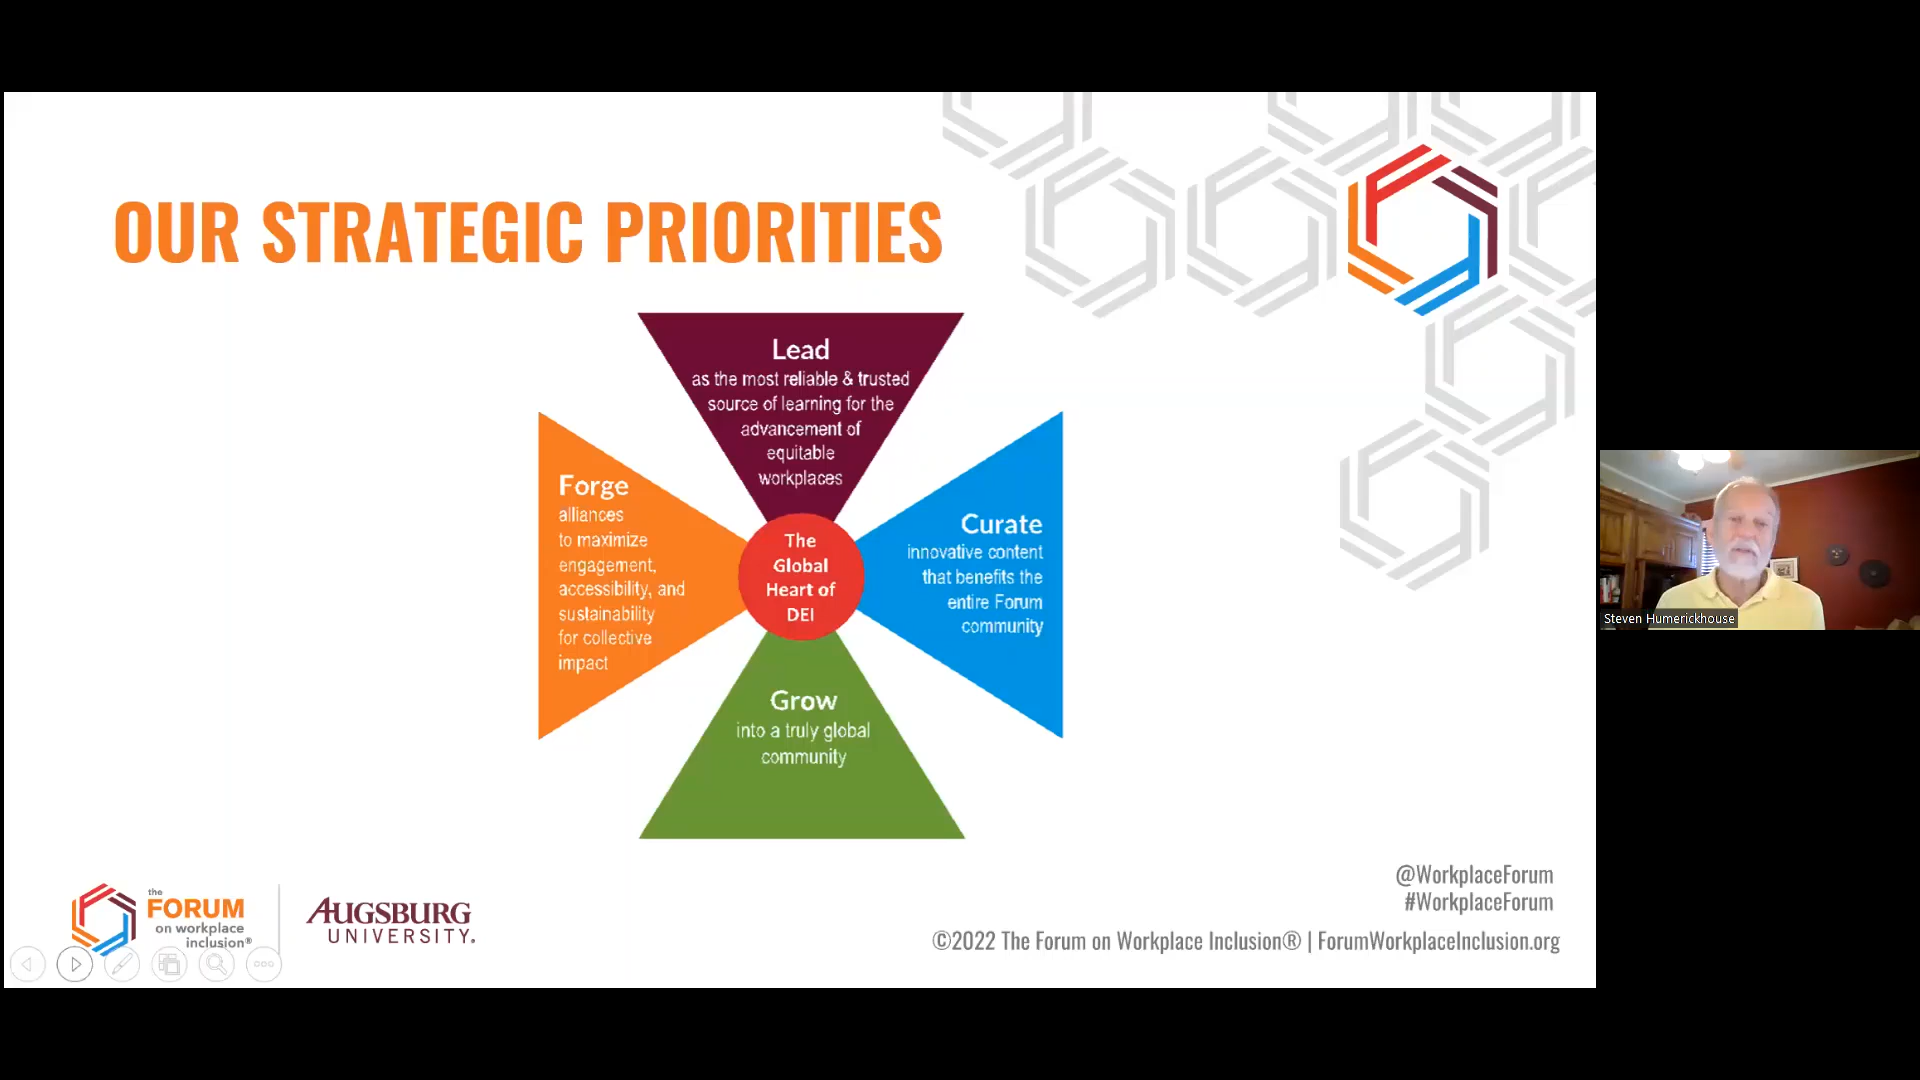 OUR STRATEGIC PRIORITIES
Lead
as the most reliable & trusted
source of learning for the
advancement of
equitable
workplaces
Forge
alliances
to maximize
engagement,
accessibility, and
sustainability
for collective
impact
The
Global
Heart of
DEI
Curate
innovative content
that benefits the
entire Forum
community
Grow
into a truly global
community
Steven Humerickhouse
the
FORUM
on workplace
inclusion®
AUGSBURG
UNIVERSITY.
@WorkplaceForum
#WorkplaceForum
©2022 The Forum on Workplace Inclusion® | ForumWorkplaceInclusion.org